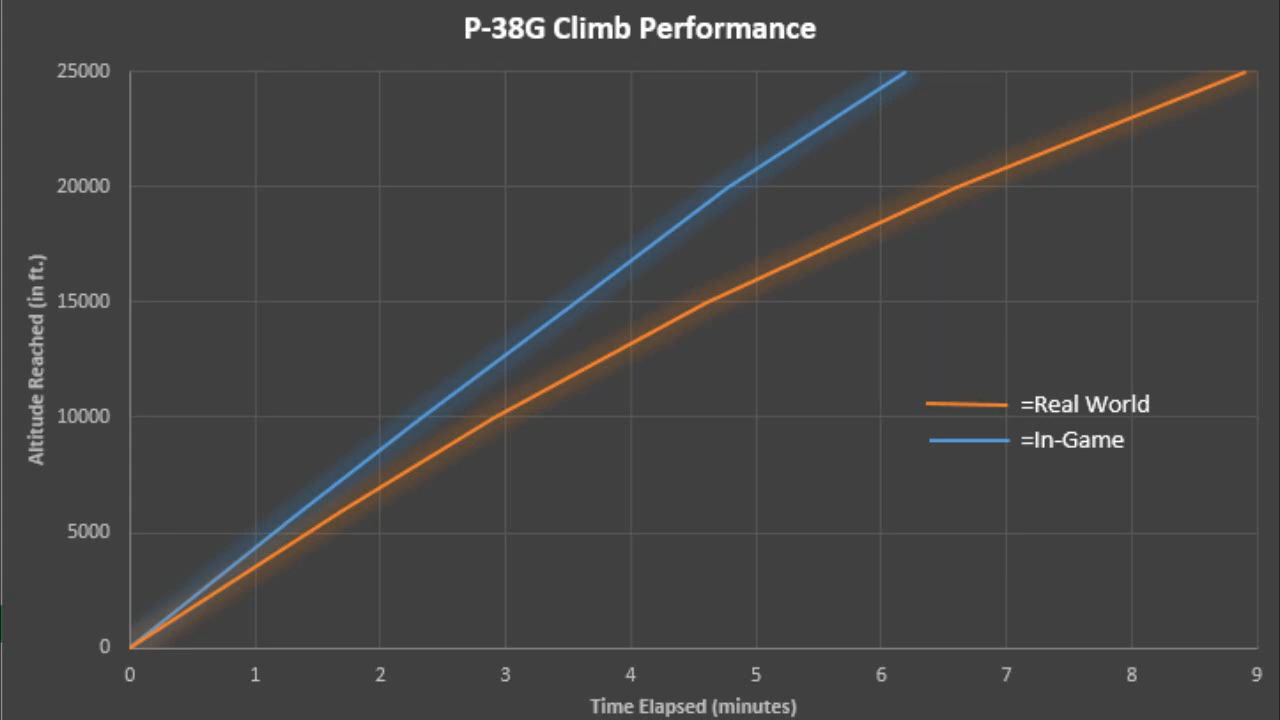 P-38G Climb Performance
25000
20000
15000
10000
5000
0
Altitude Reached (in ft.)
=Real World
=In-Game
0 1 2 3 4 5 6 7 8 9
Time Elapsed (minutes)